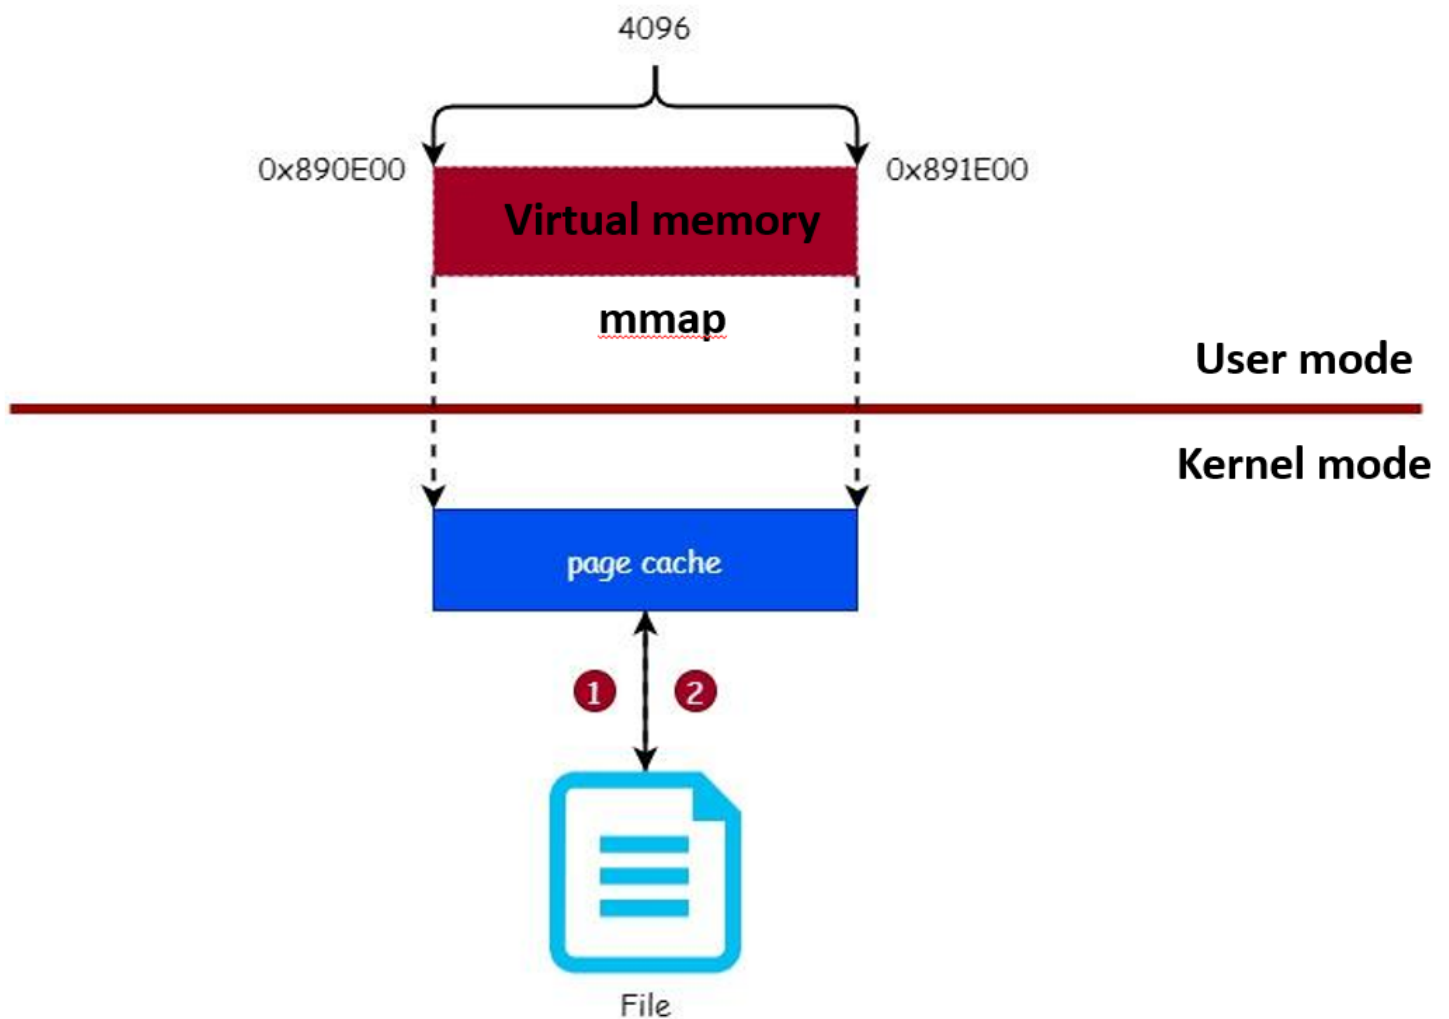 4096
0x890E00
0x891E00
Virtual memory
mmap
User mode
Kernel mode
page cache
1
2
File